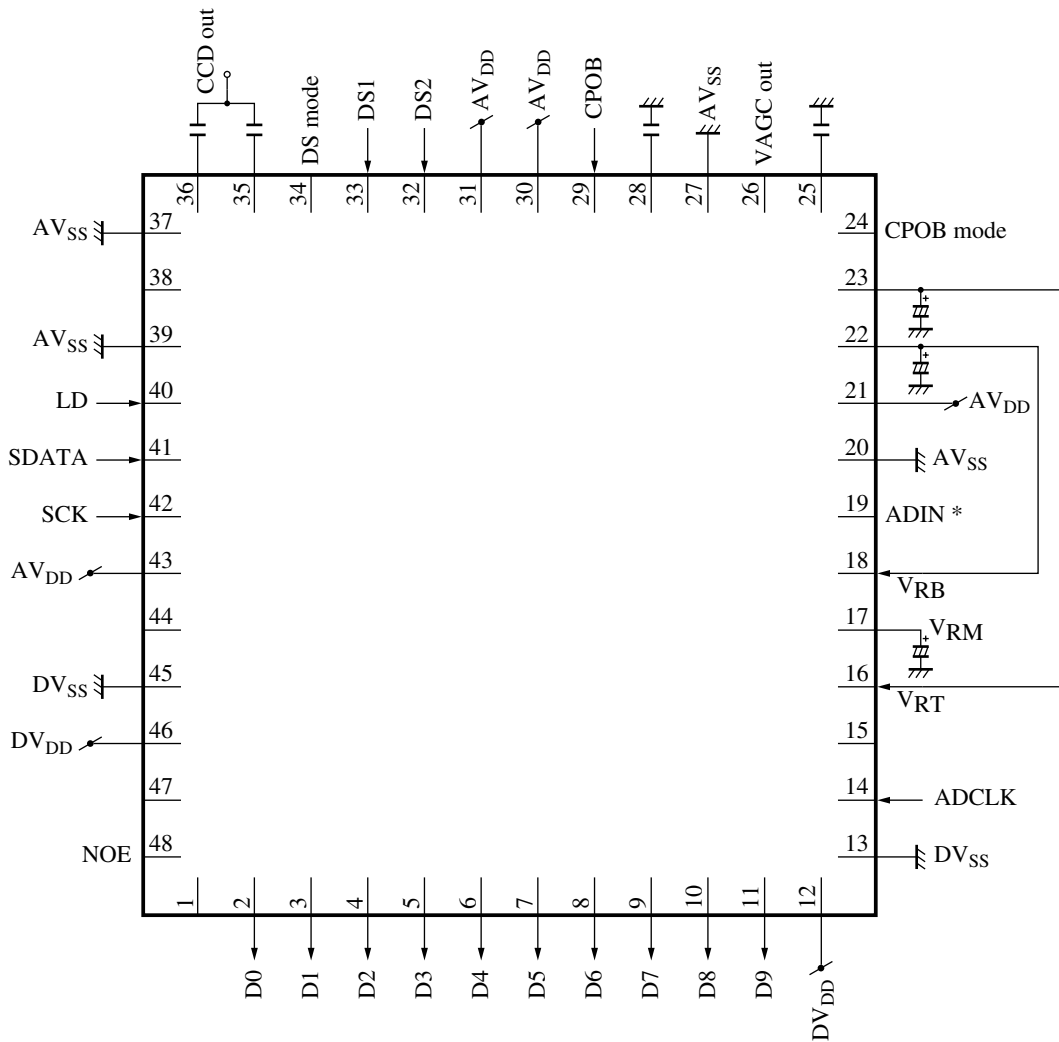 CCD out
DS mode
DS1
DS2
AVDD
AVDD
CPOB
AVSS
VAGC out
36
35
34
33
32
31
30
29
28
27
26
25
AVSS
37
38
AVSS
39
LD
40
SDATA
41
SCK
42
AVDD
43
44
DVSS
45
DVDD
46
47
NOE
48
24
CPOB mode
23
+
22
+
21
AVDD
20
AVSS
19
ADIN *
18
VRB
17
VRM
+
16
VRT
15
14
ADCLK
13
DVSS
1
2
3
4
5
6
7
8
9
10
11
12
D0
D1
D2
D3
D4
D5
D6
D7
D8
D9
DVDD